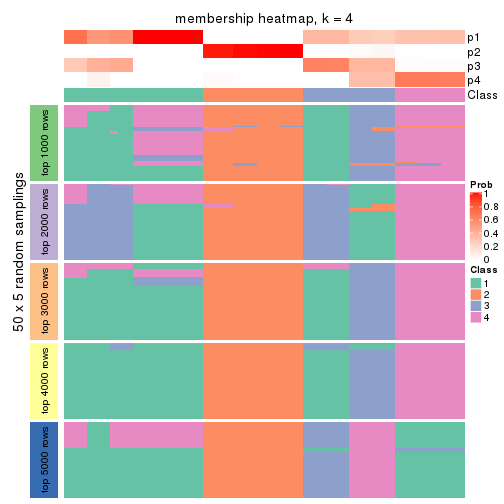 membership heatmap, k = 4
p1
p2
p3
p4
Class
50 x 5 random samplings
top 1000 rows
top 2000 rows
top 3000 rows
top 4000 rows
top 5000 rows
Prob
1
0.8
0.6
0.4
0.2
0
Class
1
2
3
4